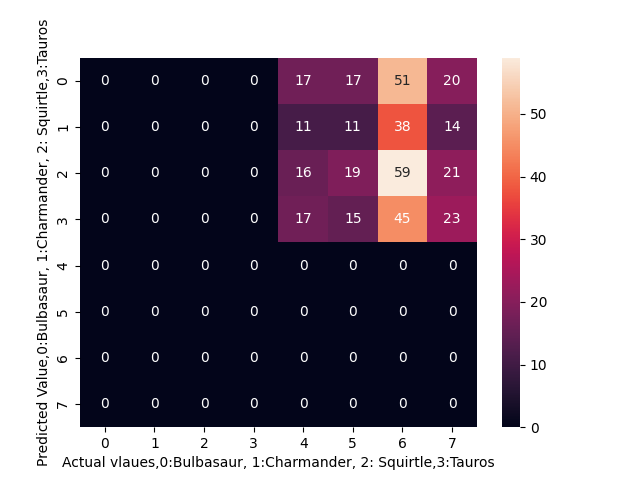 Predicted Value,0:Bulbasaur, 1:Charmander, 2: Squirtle,3:Tauros
0 0 0 0 0 17 17 51 20
1 0 0 0 0 11 11 38 14
2 0 0 0 0 16 19 59 21
3 0 0 0 0 17 15 45 23
4 0 0 0 0 0 0 0 0
5 0 0 0 0 0 0 0 0
6 0 0 0 0 0 0 0 0
7 0 0 0 0 0 0 0 0
0 1 2 3 4 5 6 7
Actual vlaues,0:Bulbasaur, 1:Charmander, 2: Squirtle,3:Tauros
50
40
30
20
10
0